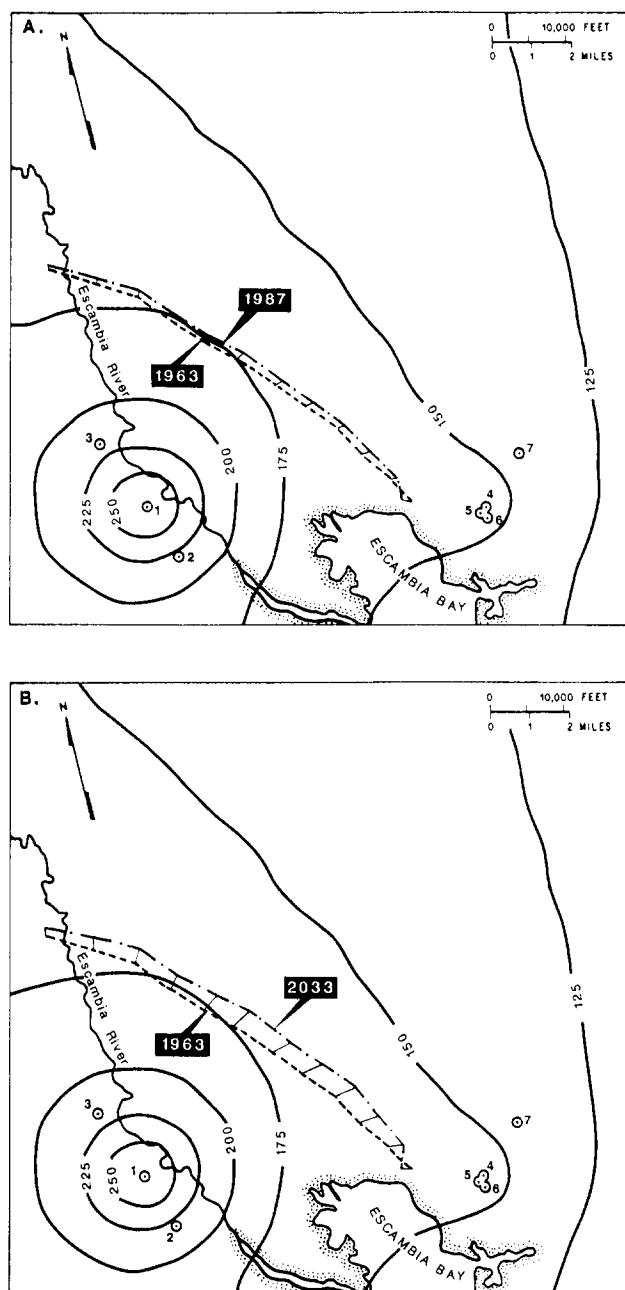 A.
N
0 10,000 FEET
0 1 2 MILES
1987
1963
Escambia River
125
150
175
200
225
250
3
1
2
7
4
5
6
ESCAMBIA BAY
B.
N
0 10,000 FEET
0 1 2 MILES
2033
1963
Escambia River
125
150
175
200
225
250
3
1
2
7
4
5
6
ESCAMBIA BAY